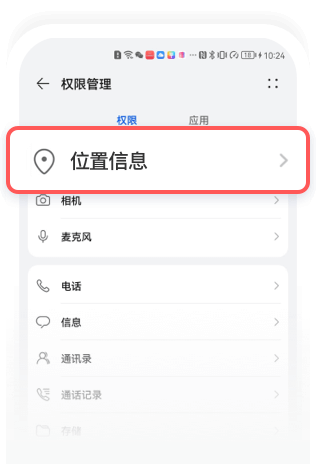 18 10:24
权限管理
权限 应用
位置信息
相机
麦克风
电话
信息
通讯录
通话记录
存储